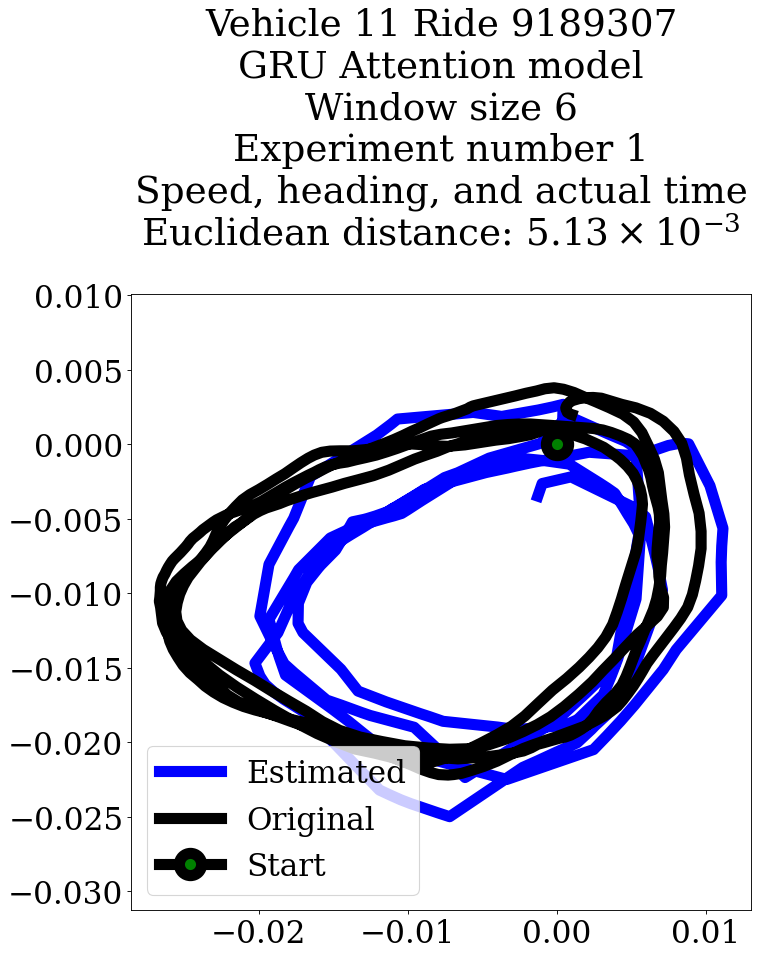 Vehicle 11 Ride 9189307
GRU Attention model
Window size 6
Experiment number 1
Speed, heading, and actual time
Euclidean distance: 5.13 × 10⁻³
0.010
0.005
0.000
−0.005
−0.010
−0.015
−0.020
−0.025
−0.030
Estimated
Original
Start
−0.02 −0.01 0.00 0.01